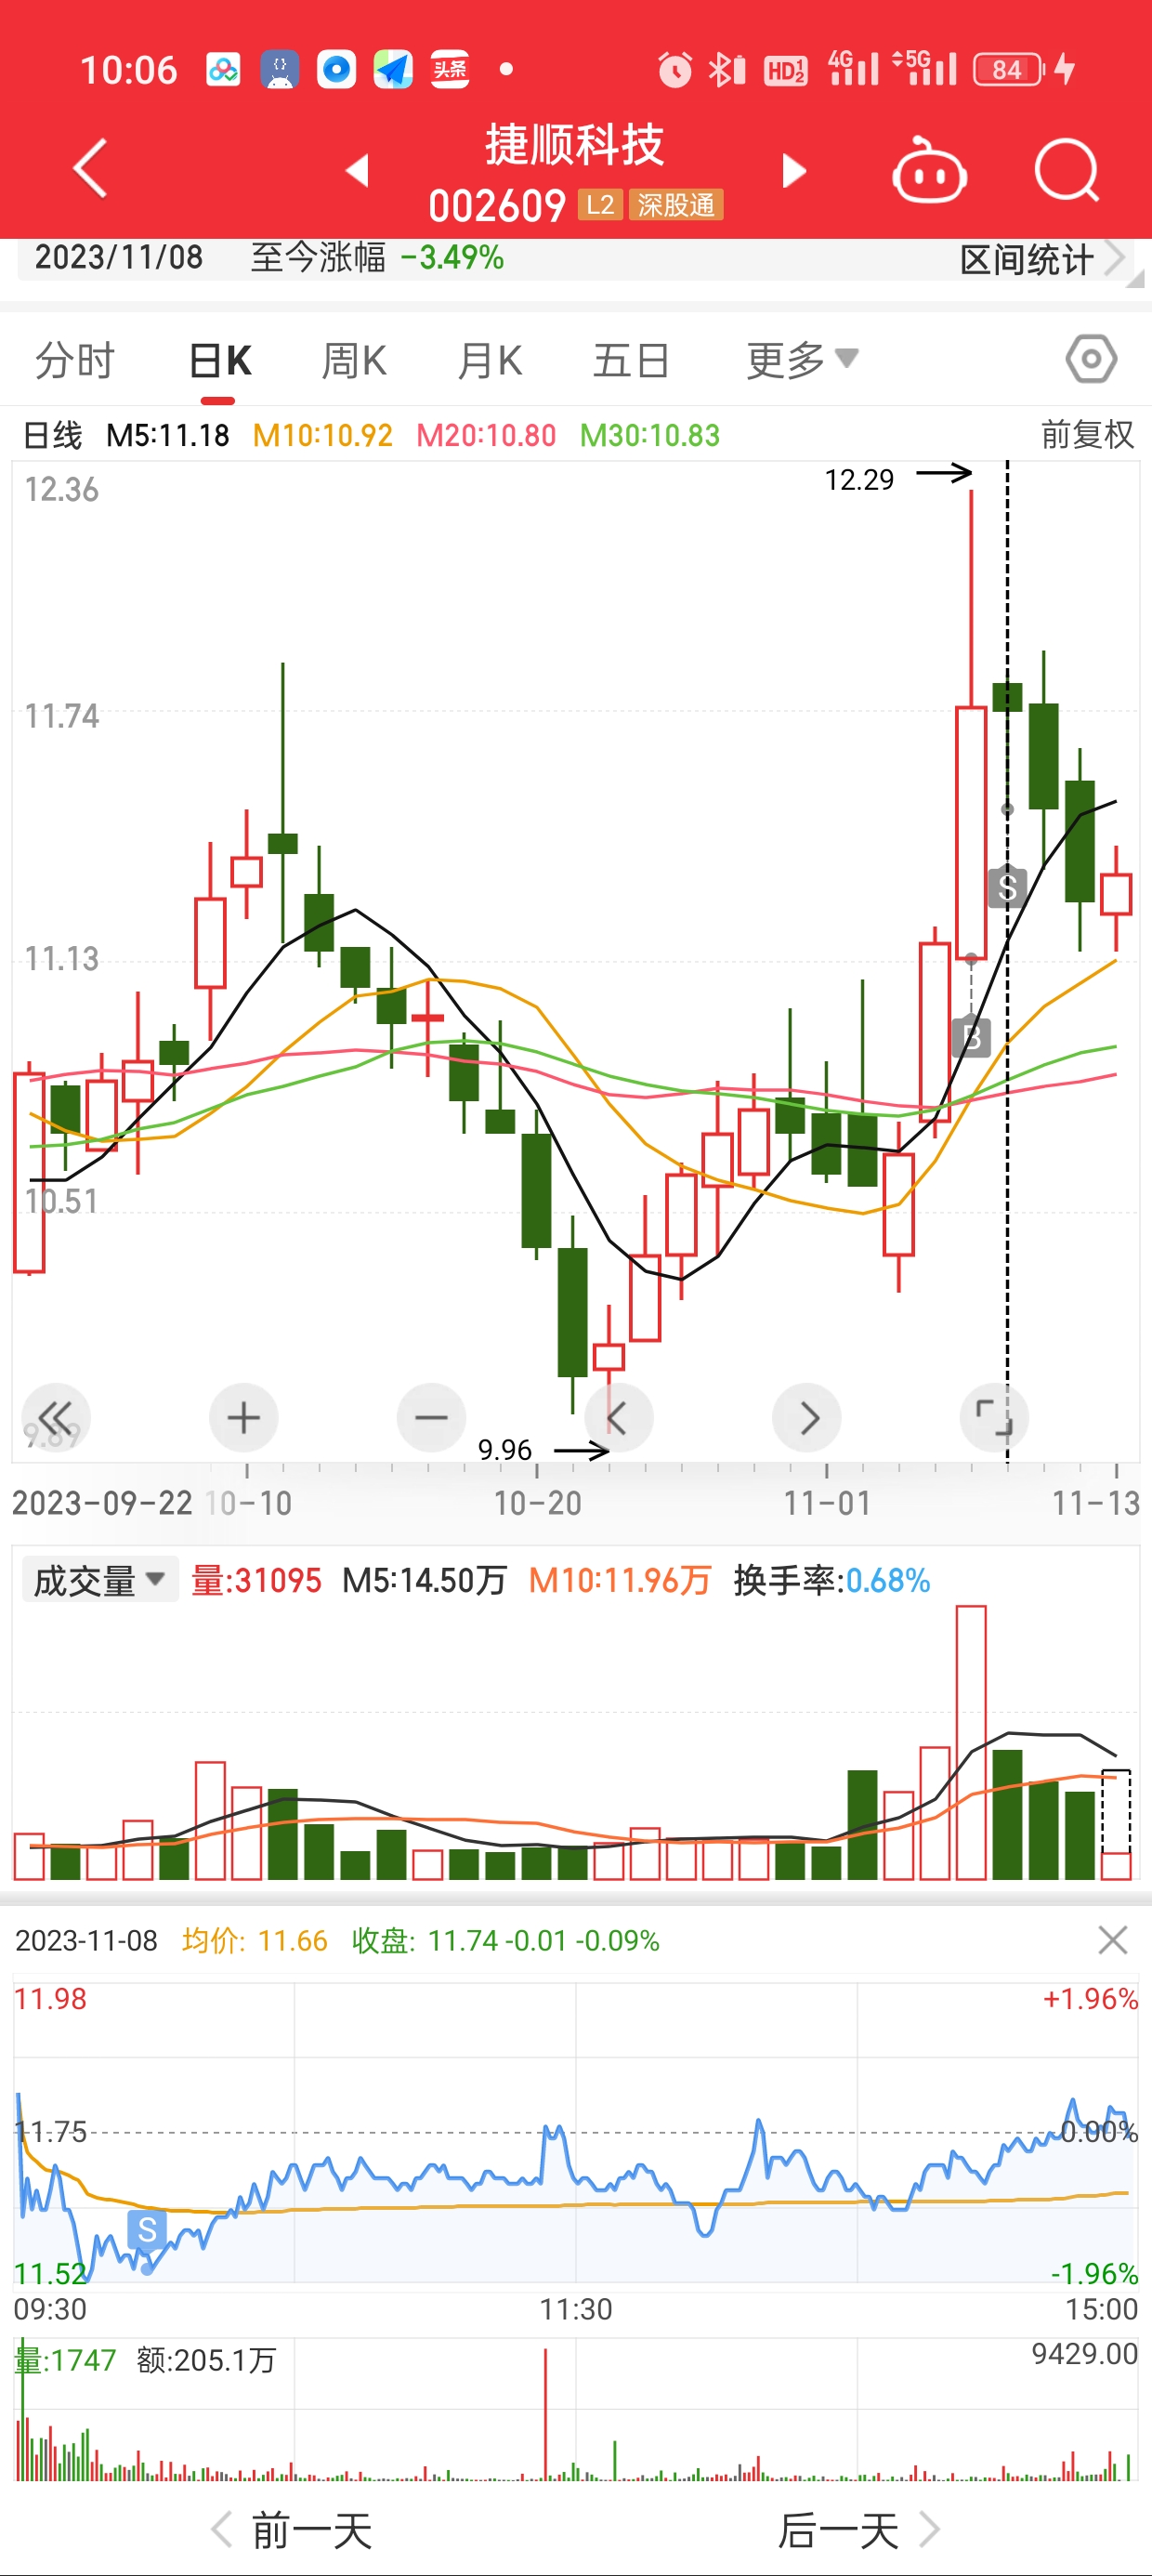 10:06 头条 HD 1 2 4G 5G 84
捷顺科技
002609 L2 深股通
2023/11/08 至今涨幅 -3.49% 区间统计
分时 日K 周K 月K 五日 更多
日线 M5:11.18 M10:10.92 M20:10.80 M30:10.83 前复权
12.36
12.29
11.74
S
11.13
B
10.51
9.89
9.96
2023-09-22 10-10 10-20 11-01 11-13
成交量 量:31095 M5:14.50万 M10:11.96万 换手率:0.68%
2023-11-08 均价: 11.66 收盘: 11.74 -0.01 -0.09%
11.98 +1.96%
11.75 0.00%
S
11.52 -1.96%
09:30 11:30 15:00
量:1747 额:205.1万 9429.00
前一天 后一天